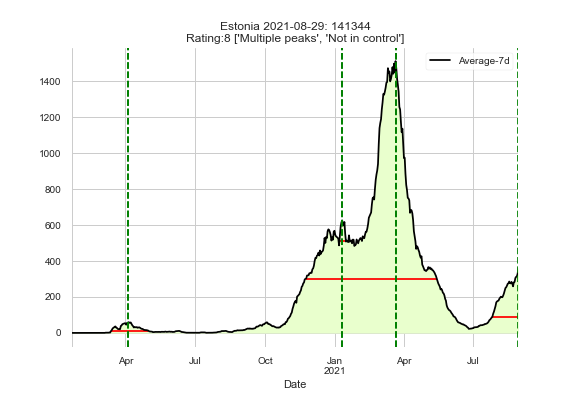 Estonia 2021-08-29: 141344
Rating:8 ['Multiple peaks', 'Not in control']
Average-7d
1400
1200
1000
800
600
400
200
0
Apr Jul Oct Jan Apr Jul
2021
Date